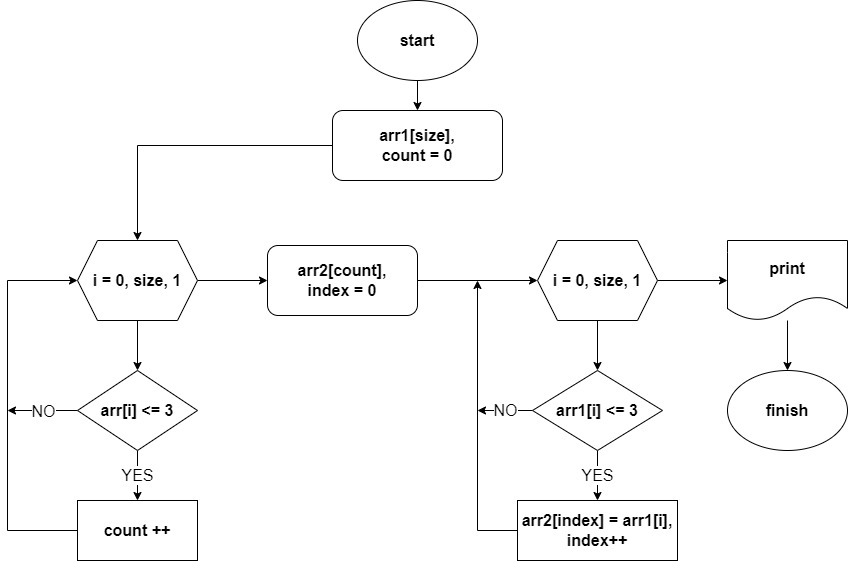 start
arr1[size],
count = 0
i = 0, size, 1
arr2[count],
index = 0
i = 0, size, 1
print
NO
arr[i] <= 3
NO
arr1[i] <= 3
finish
YES
YES
count ++
arr2[index] = arr1[i],
index++